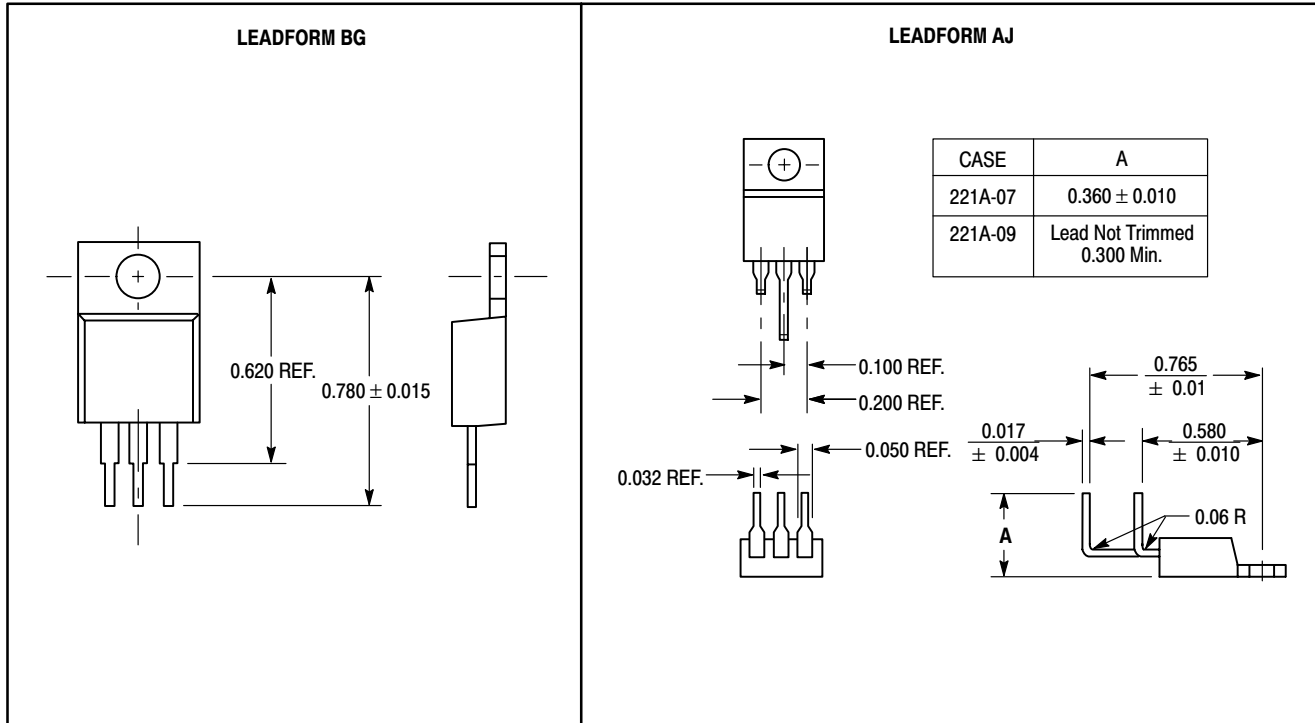 LEADFORM BG
0.620 REF.
0.780 ± 0.015
LEADFORM AJ
CASE A
221A-07 0.360 ± 0.010
221A-09 Lead Not Trimmed
0.300 Min.
0.100 REF.
0.200 REF.
0.050 REF.
0.032 REF.
0.765
± 0.01
0.017
± 0.004
0.580
± 0.010
0.06 R
A